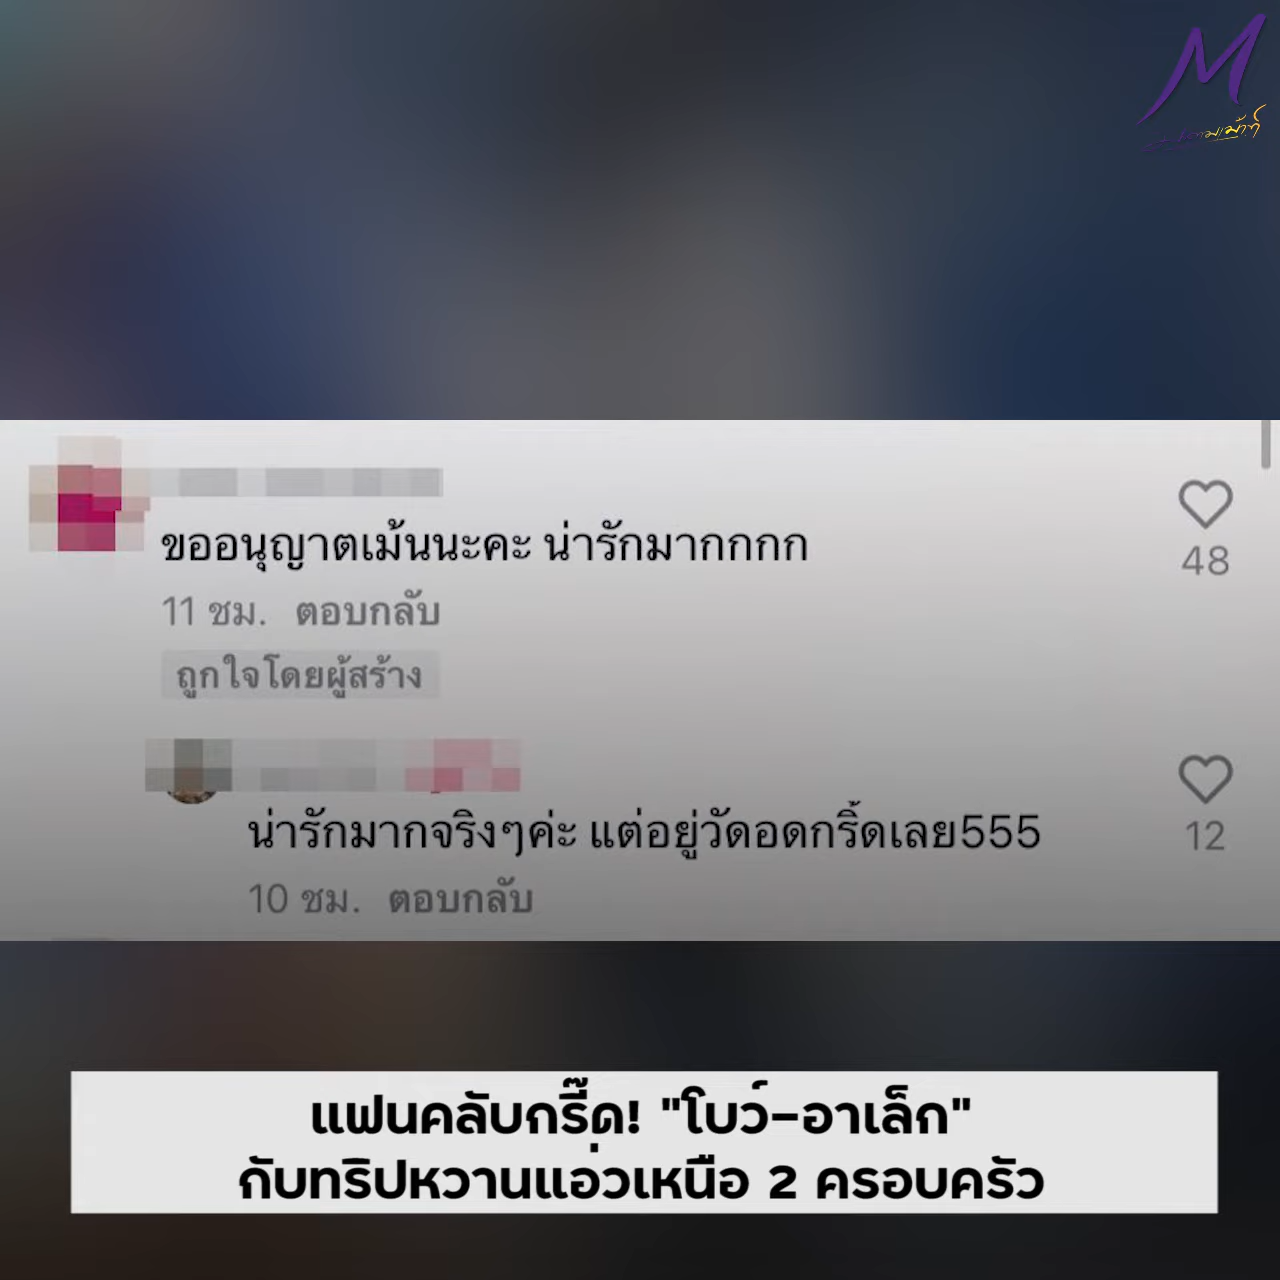 M
ขออนุญาตเม้นนะคะ น่ารักมากกกก
48
11 ชม. ตอบกลับ
ถูกใจโดยผู้สร้าง
น่ารักมากจริงๆค่ะ แต่อยู่วัดอดกริ้ดเลย555
12
10 ชม. ตอบกลับ
แฟนคลับกรี๊ด! "โบว์-อาเล็ก"
กับทริปหวานแอ่วเหนือ 2 ครอบครัว